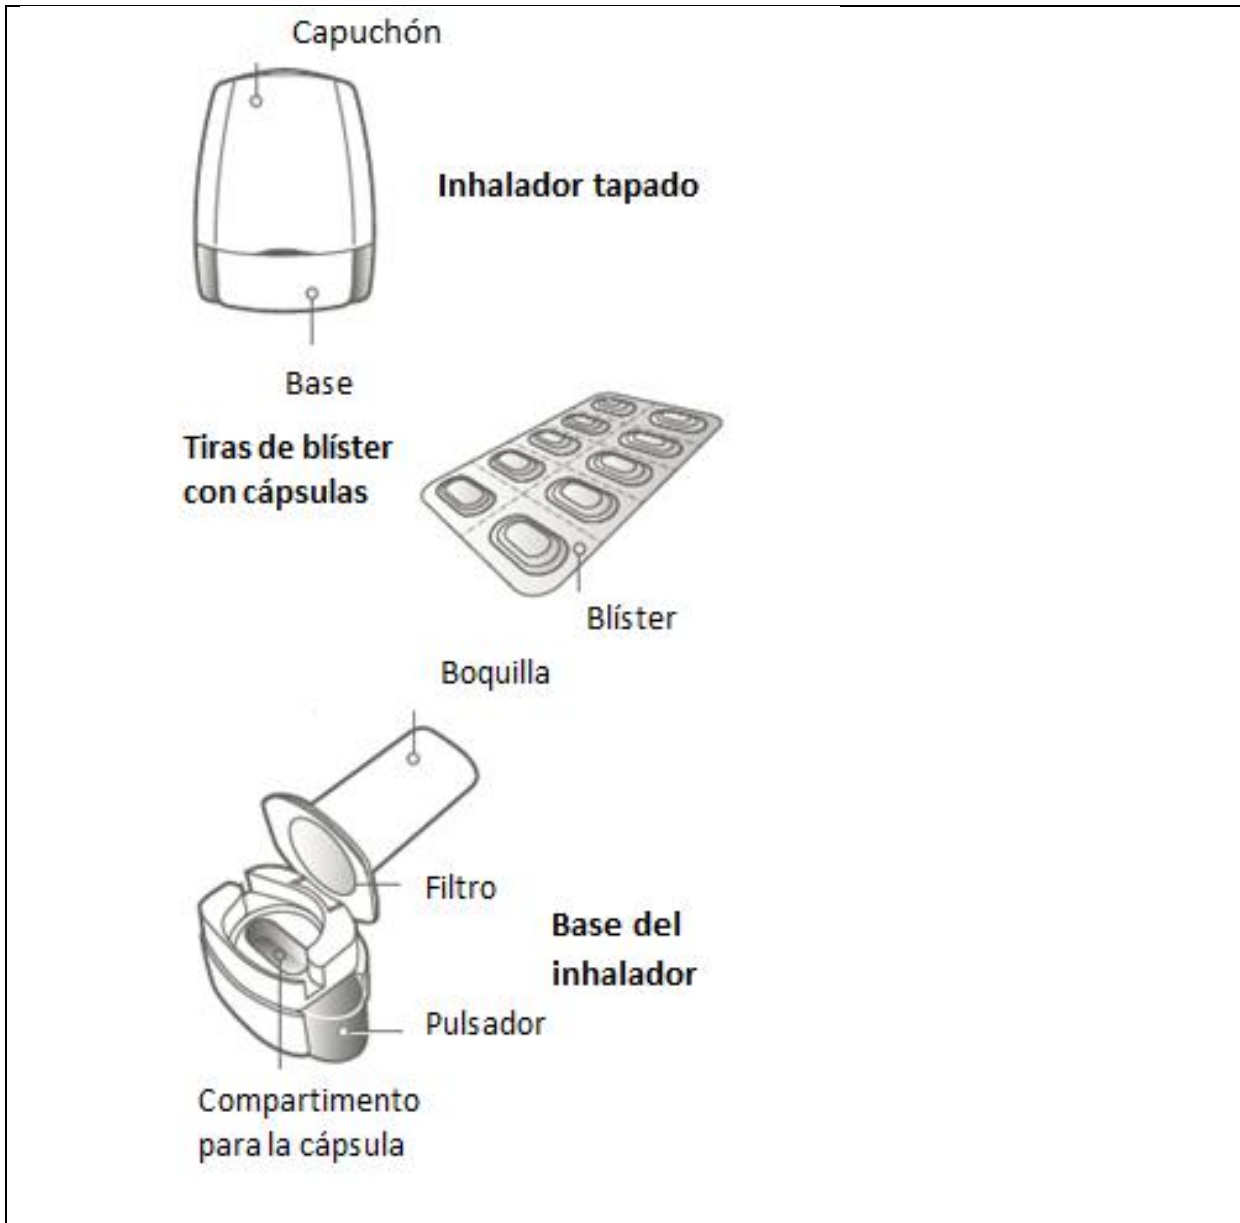 Capuchón
Inhalador tapado
Base
Tiras de blíster
con cápsulas
Blíster
Boquilla
Filtro
Base del
inhalador
Pulsador
Compartimento
para la cápsula